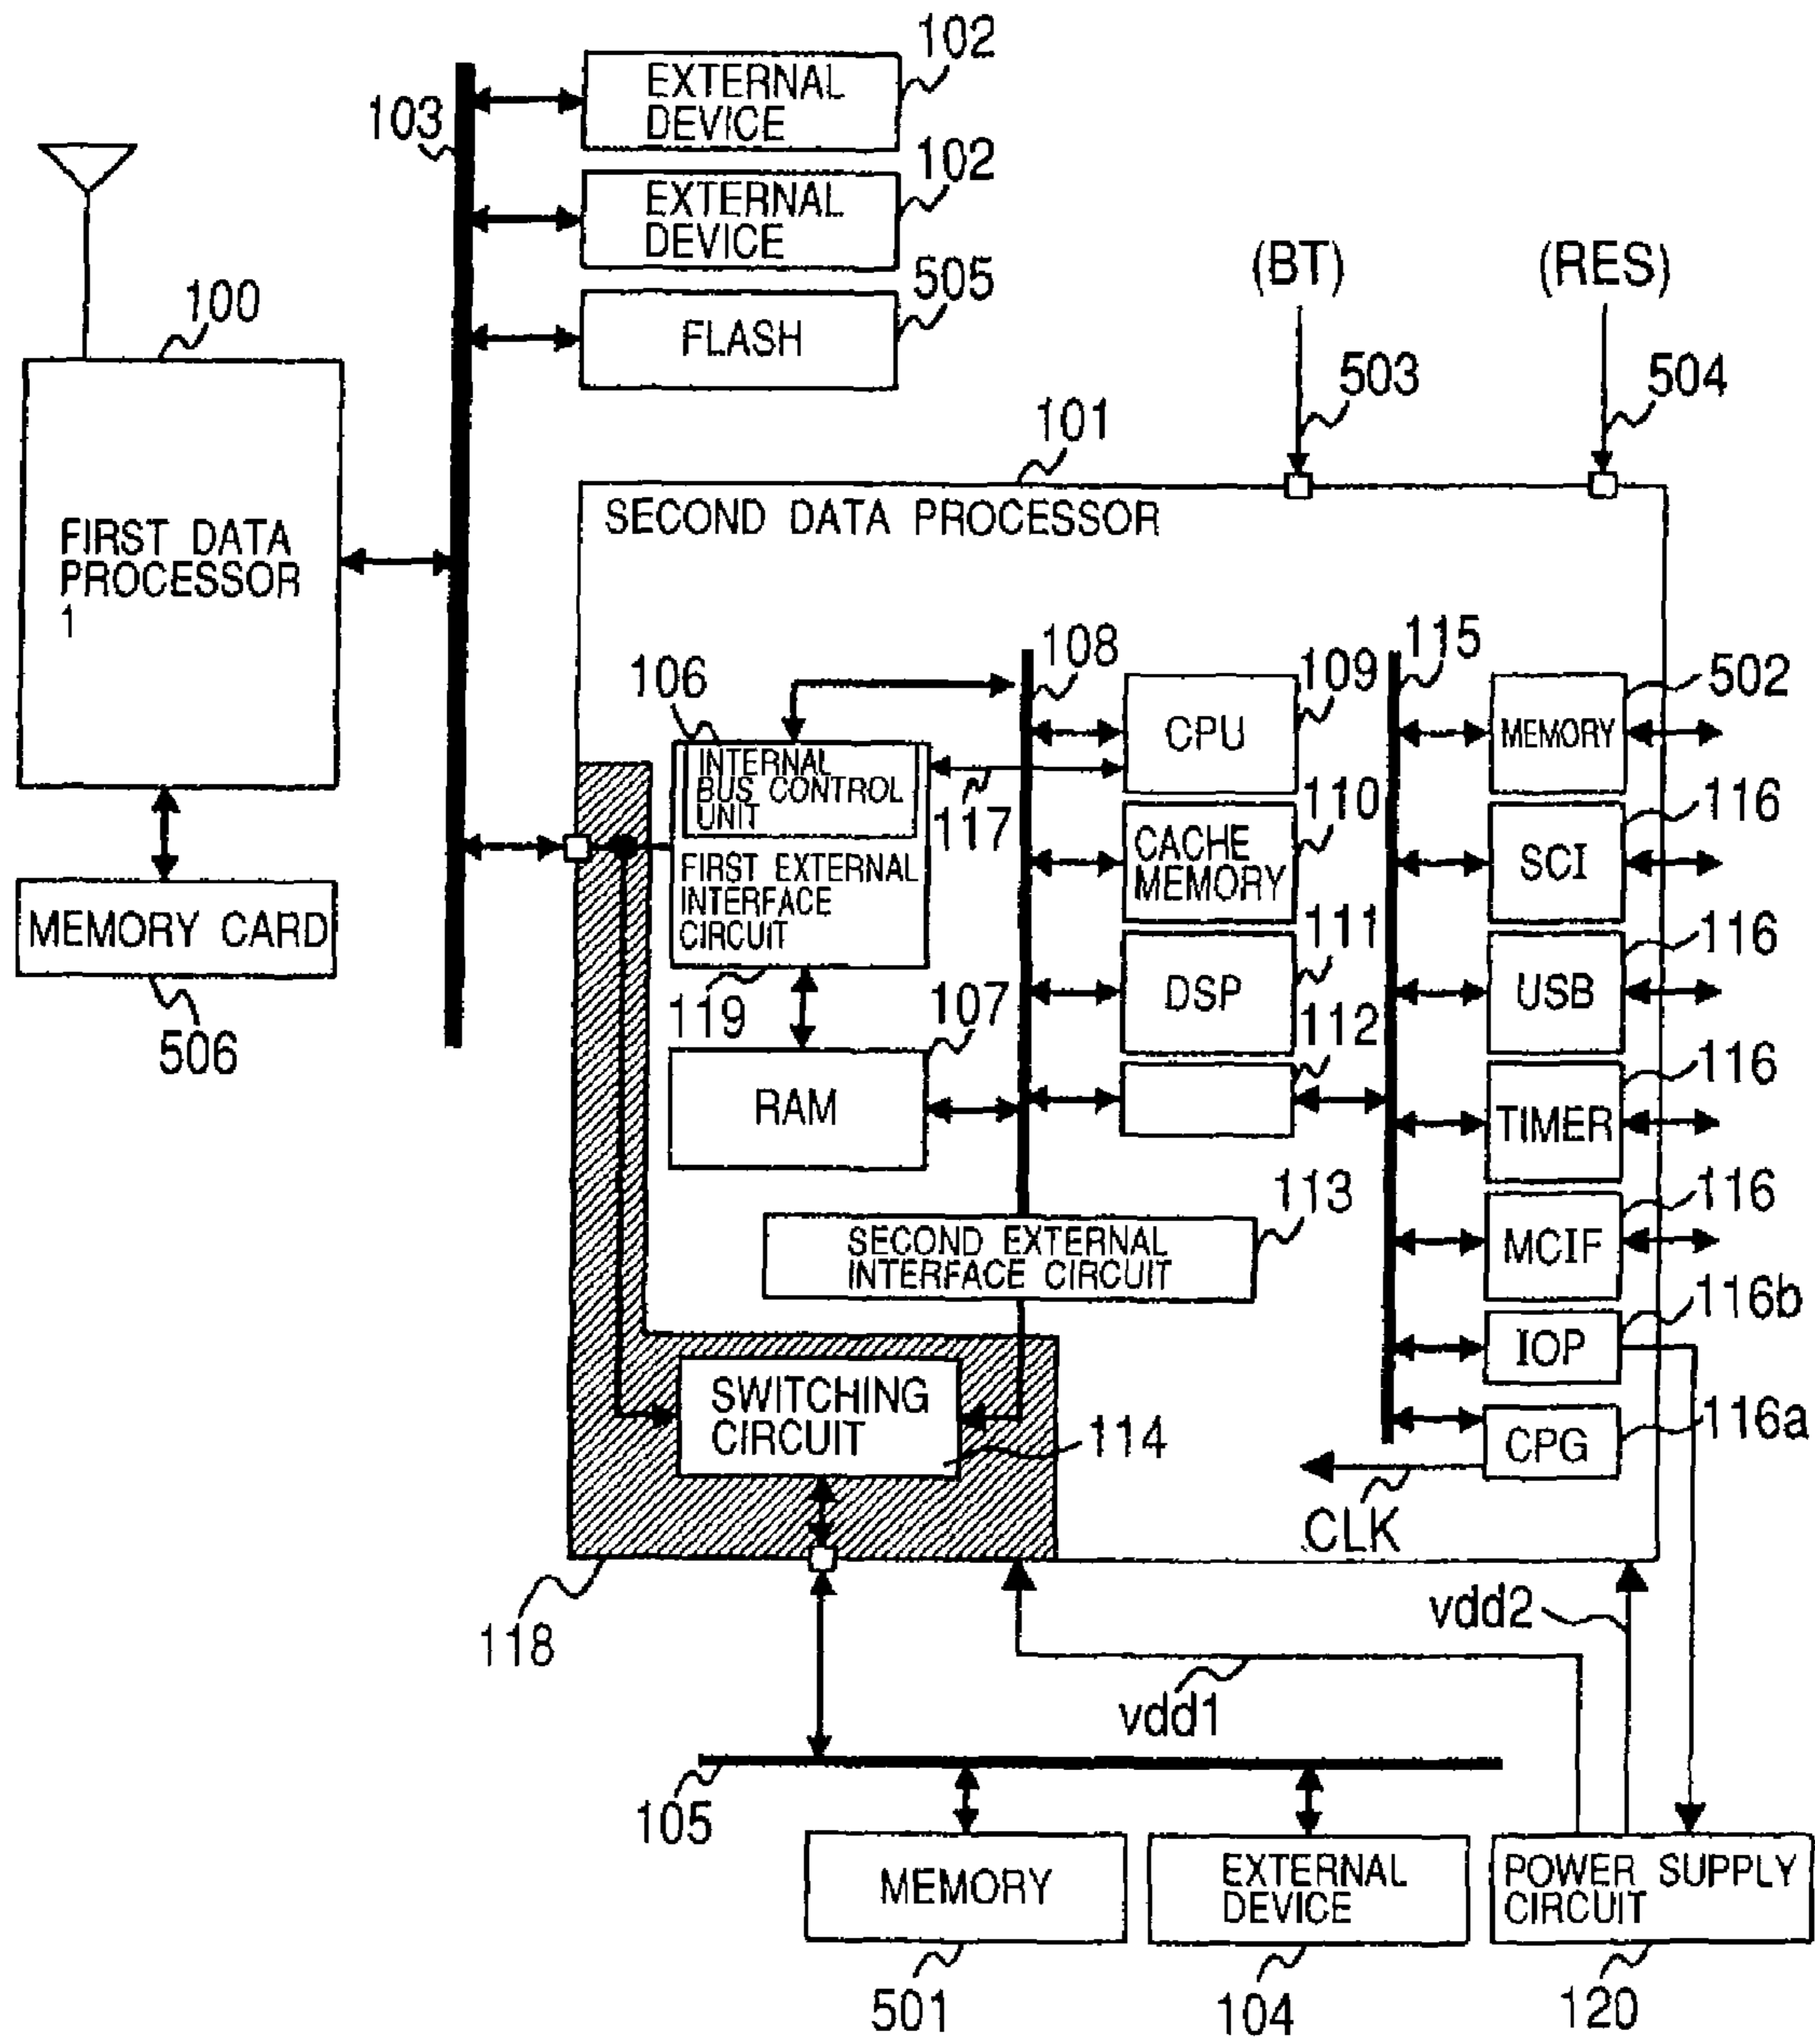 102
EXTERNAL
DEVICE
103
102
EXTERNAL
DEVICE
505
FLASH
(BT)
(RES)
100
503
504
FIRST DATA
PROCESSOR
1
101
SECOND DATA PROCESSOR
MEMORY CARD
506
106
INTERNAL
BUS CONTROL
UNIT
FIRST EXTERNAL
INTERFACE
CIRCUIT
119
117
108
115
109
CPU
110
CACHE
MEMORY
111
DSP
112
107
RAM
502
MEMORY
116
SCI
116
USB
116
TIMER
116
MCIF
116b
IOP
116a
CPG
CLK
113
SECOND EXTERNAL
INTERFACE CIRCUIT
SWITCHING
CIRCUIT
114
118
vdd2
vdd1
105
MEMORY
501
EXTERNAL
DEVICE
104
POWER SUPPLY
CIRCUIT
120